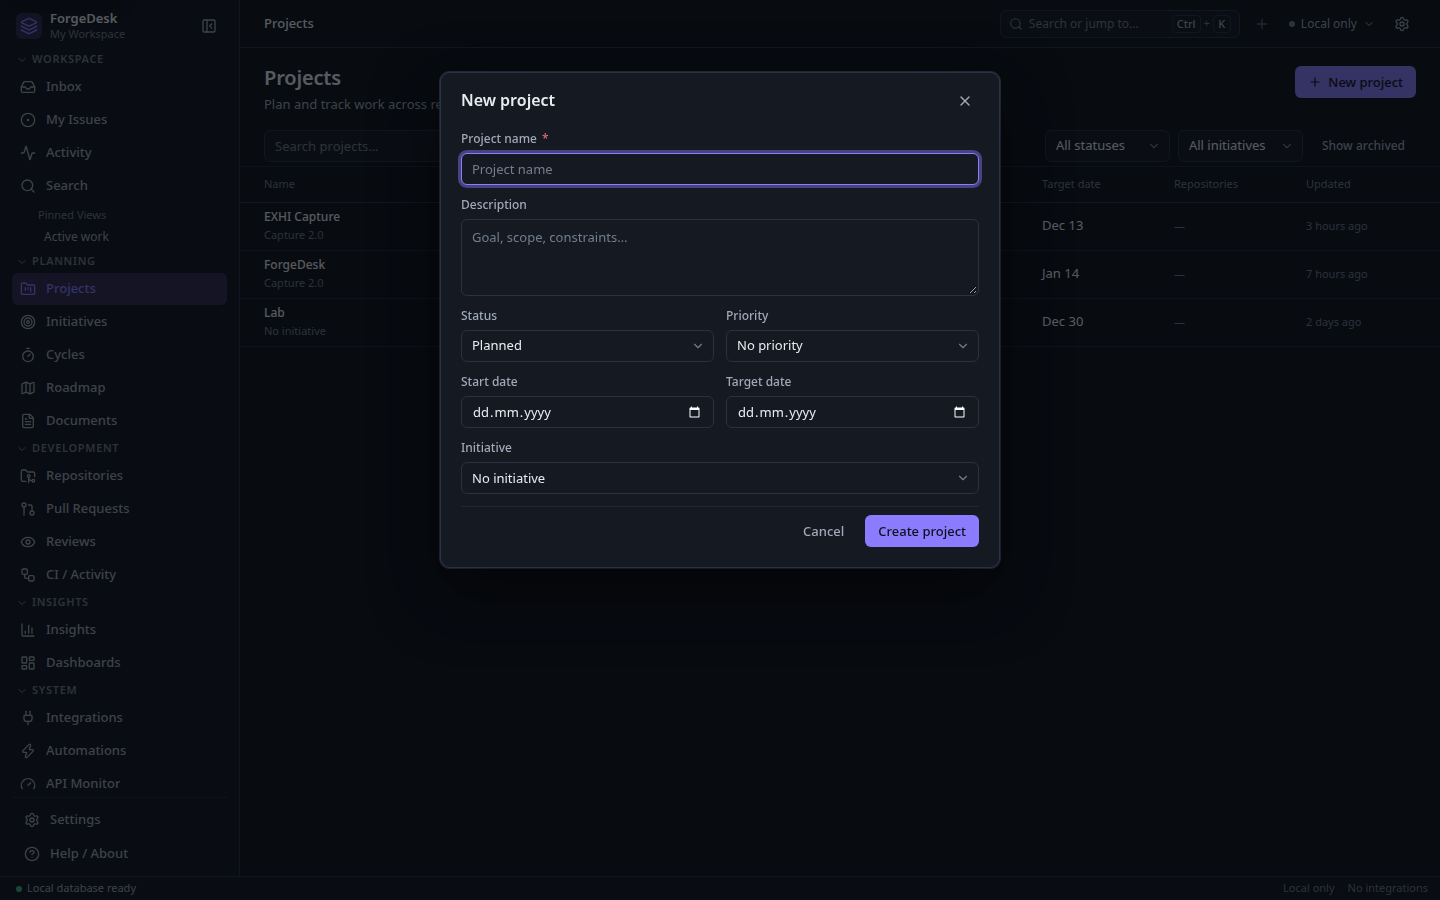 ForgeDesk
My Workspace
WORKSPACE
Inbox
My Issues
Activity
Search
Pinned Views
Active work
PLANNING
Projects
Initiatives
Cycles
Roadmap
Documents
DEVELOPMENT
Repositories
Pull Requests
Reviews
CI / Activity
INSIGHTS
Insights
Dashboards
SYSTEM
Integrations
Automations
API Monitor
Settings
Help / About
Projects
Search or jump to... Ctrl + K
Local only
Projects
Plan and track work across re
New project
Search projects...
All statuses
All initiatives
Show archived
Name
Target date
Repositories
Updated
EXHI Capture
Capture 2.0
Dec 13
—
3 hours ago
ForgeDesk
Capture 2.0
Jan 14
—
7 hours ago
Lab
No initiative
Dec 30
—
2 days ago
New project
Project name *
Project name
Description
Goal, scope, constraints...
Status
Priority
Planned
No priority
Start date
Target date
dd.mm.yyyy
dd.mm.yyyy
Initiative
No initiative
Cancel
Create project
Local database ready
Local only
No integrations